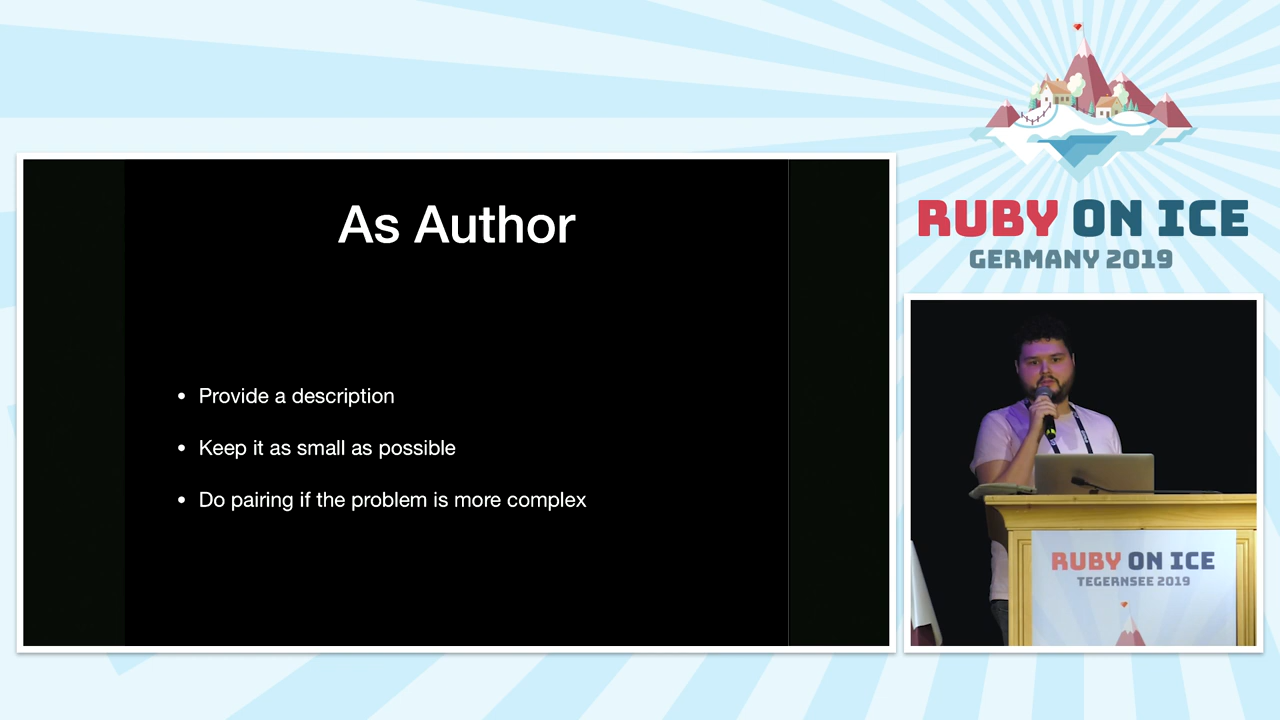 As Author
• Provide a description
• Keep it as small as possible
• Do pairing if the problem is more complex
RUBY ON ICE
GERMANY 2019
RUBY ON ICE
TEGERNSEE 2019